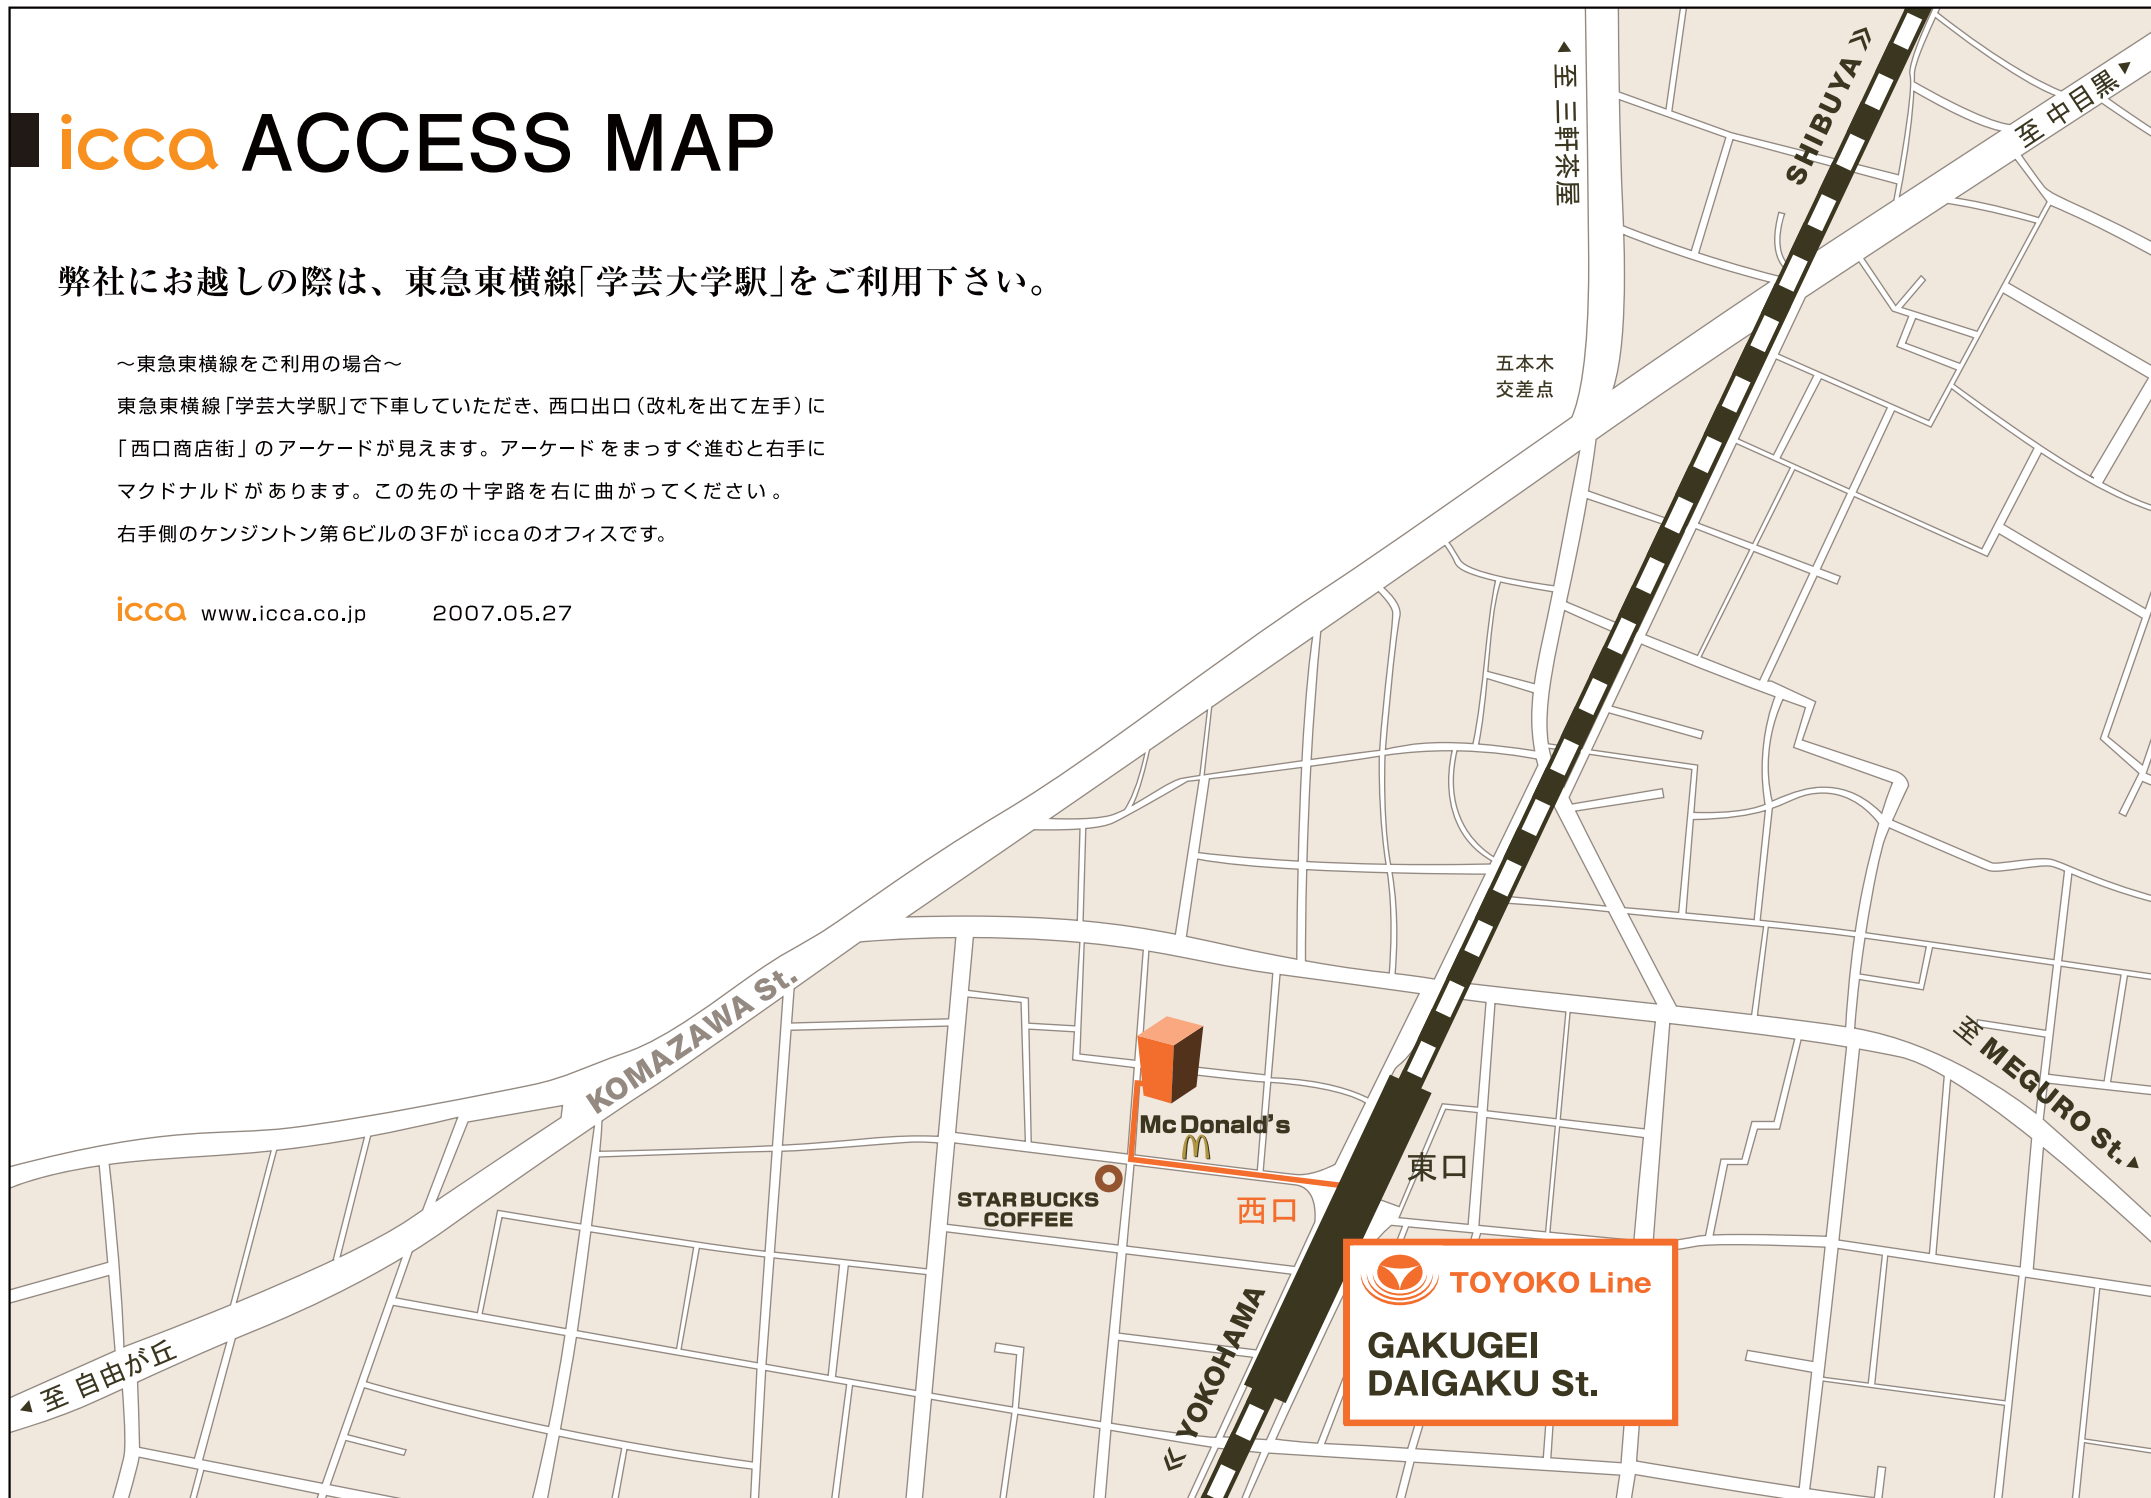 icca ACCESS MAP
弊社にお越しの際は、東急東横線「学芸大学駅」をご利用下さい。
～東急東横線をご利用の場合～
東急東横線「学芸大学駅」で下車していただき、西口出口(改札を出て左手)に
「西口商店街」のアーケードが見えます。アーケードをまっすぐ進むと右手に
マクドナルドがあります。この先の十字路を右に曲がってください。
右手側のケンジントン第6ビルの3Fがiccaのオフィスです。
icca www.icca.co.jp 2007.05.27
▲至 三軒茶屋
SHIBUYA »
至 中目黒▲
五本木
交差点
KOMAZAWA St.
至 MEGURO St.▲
Mc Donald's
STARBUCKS
COFFEE
西口
東口
TOYOKO Line
GAKUGEI
DAIGAKU St.
« YOKOHAMA
◀至 自由が丘